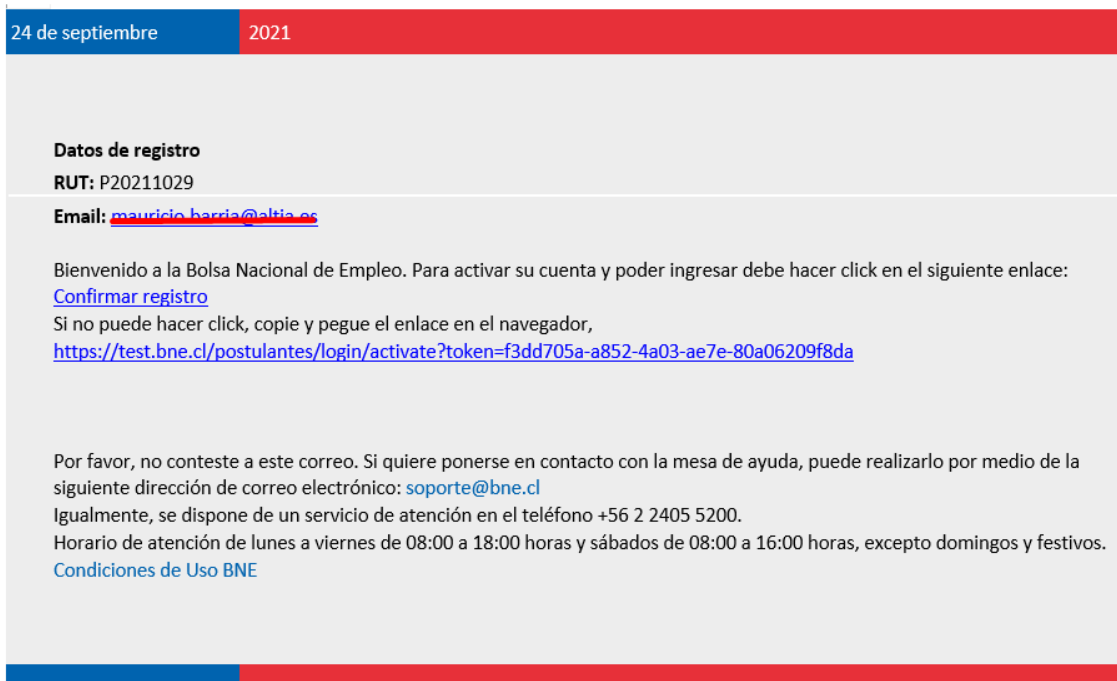 24 de septiembre 2021
Datos de registro
RUT: P20211029
Email:
Bienvenido a la Bolsa Nacional de Empleo. Para activar su cuenta y poder ingresar debe hacer click en el siguiente enlace:
Confirmar registro
Si no puede hacer click, copie y pegue el enlace en el navegador,
https://test.bne.cl/postulantes/login/activate?token=f3dd705a-a852-4a03-ae7e-80a06209f8da
Por favor, no conteste a este correo. Si quiere ponerse en contacto con la mesa de ayuda, puede realizarlo por medio de la
siguiente dirección de correo electrónico: soporte@bne.cl
Igualmente, se dispone de un servicio de atención en el teléfono +56 2 2405 5200.
Horario de atención de lunes a viernes de 08:00 a 18:00 horas y sábados de 08:00 a 16:00 horas, excepto domingos y festivos.
Condiciones de Uso BNE